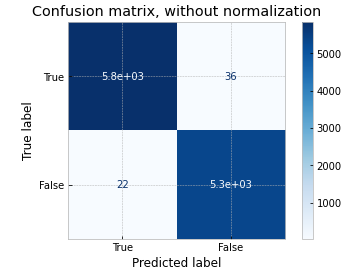 Confusion matrix, without normalization
True label
True
False
5.8e+03
36
22
5.3e+03
True
False
Predicted label
5000
4000
3000
2000
1000